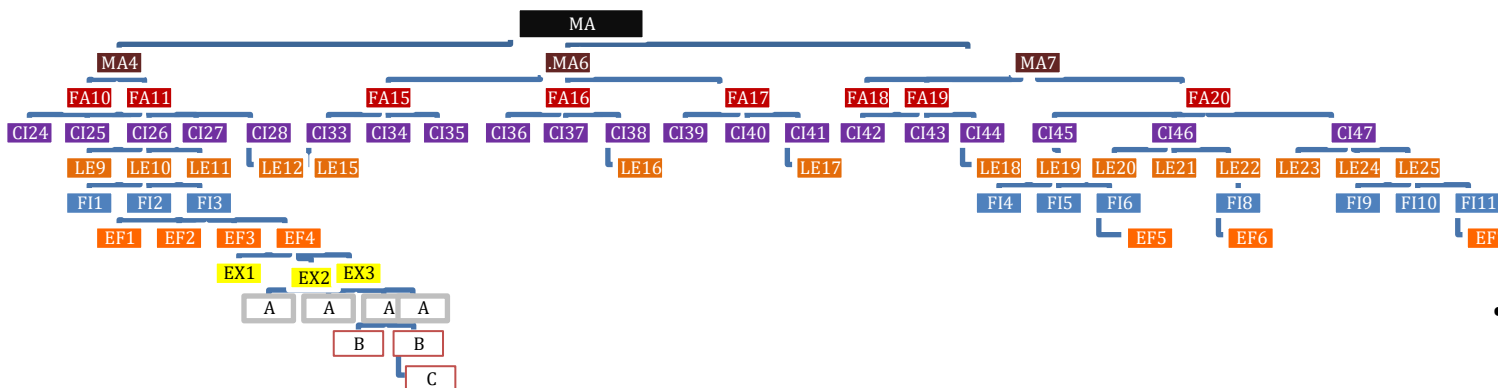 MA
MA4 .MA6 MA7
FA10 FA11 FA15 FA16 FA17 FA18 FA19 FA20
CI24 CI25 CI26 CI27 CI28 CI33 CI34 CI35 CI36 CI37 CI38 CI39 CI40 CI41 CI42 CI43 CI44 CI45 CI46 CI47
LE9 LE10 LE11 LE12 LE15 LE16 LE17 LE18 LE19 LE20 LE21 LE22 LE23 LE24 LE25
FI1 FI2 FI3 FI4 FI5 FI6 FI8 FI9 FI10 FI11
EF1 EF2 EF3 EF4 EF5 EF6 EF
EX1 EX2 EX3
A A A A
B B
C